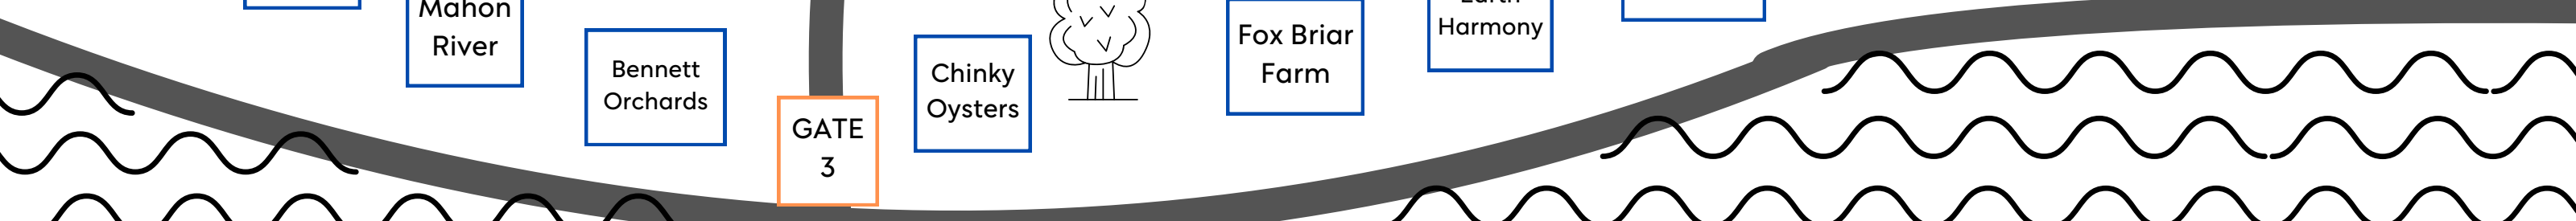 Mahon
River
Bennett
Orchards
GATE
3
Chinky
Oysters
Fox Briar
Farm
Harmony